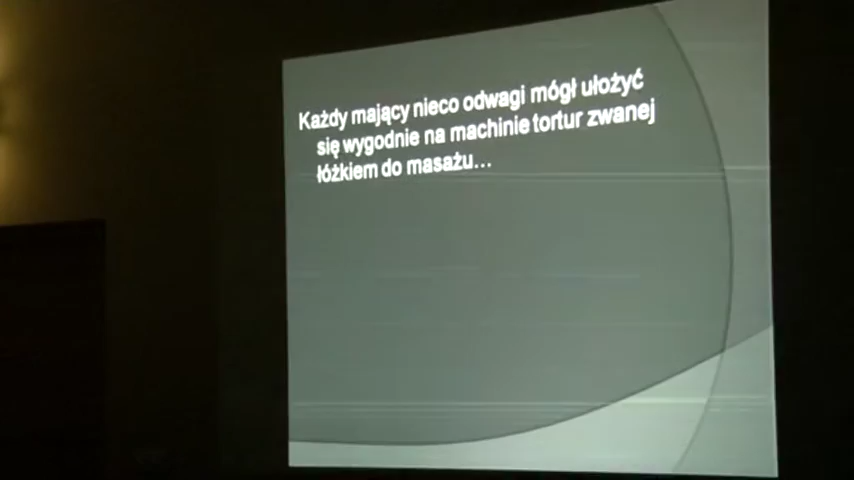 Każdy mający nieco odwagi mógł ułożyć
się wygodnie na machinie tortur zwanej
łóżkiem do masażu…